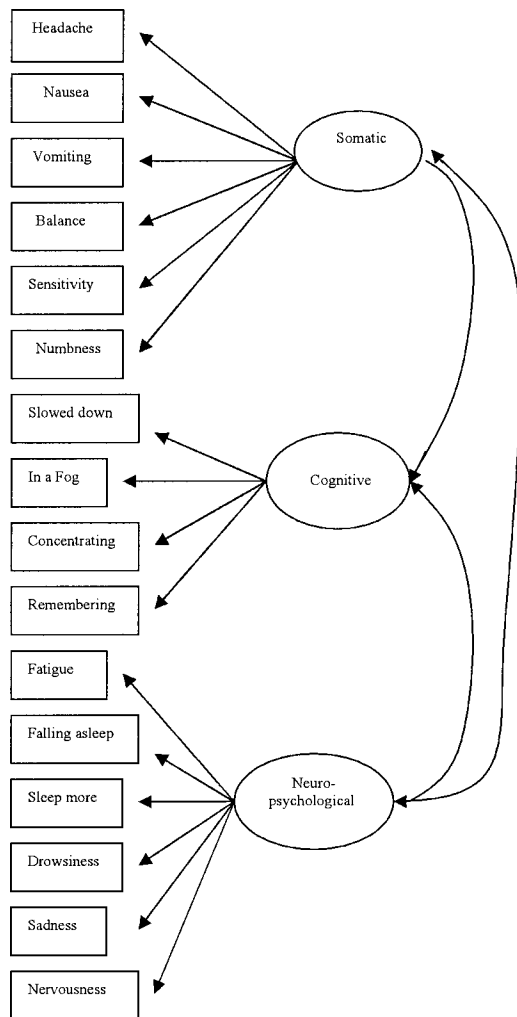 Headache
Nausea
Vomiting
Balance
Sensitivity
Numbness
Somatic
Slowed down
In a Fog
Concentrating
Remembering
Cognitive
Fatigue
Falling asleep
Sleep more
Drowsiness
Sadness
Nervousness
Neuro-
psychological